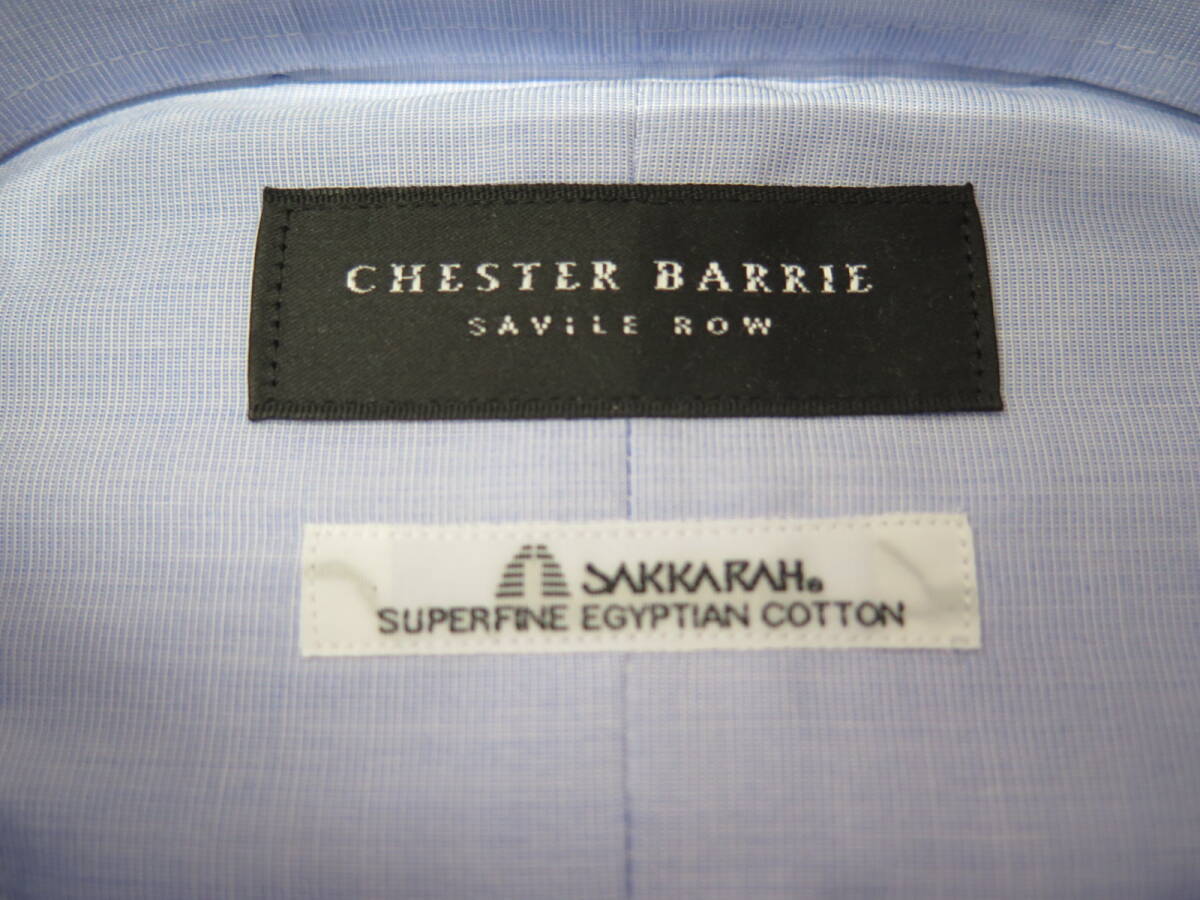 CHESTER BARRIE
SAViLE ROW
SAKKARAH®
SUPERFINE EGYPTIAN COTTON